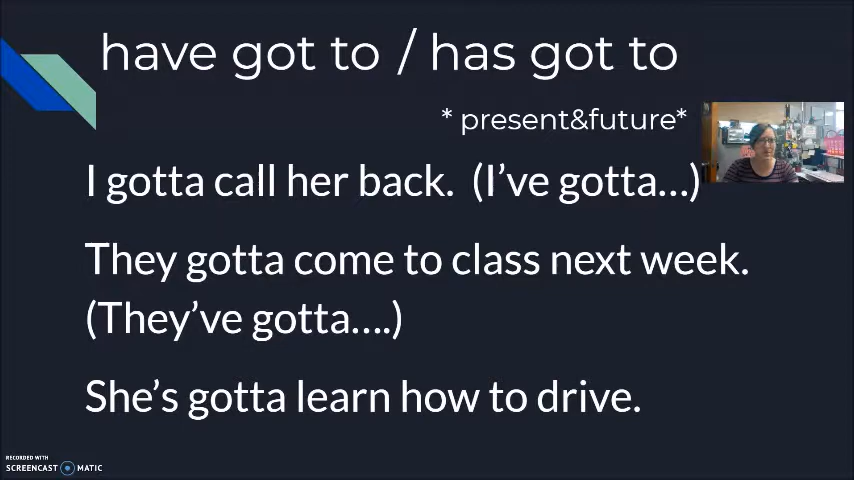 have got to / has got to
* present&future*
I gotta call her back. (I've gotta...)
They gotta come to class next week.
(They've gotta....)
She's gotta learn how to drive.
RECORDED WITH
SCREENCAST MATIC